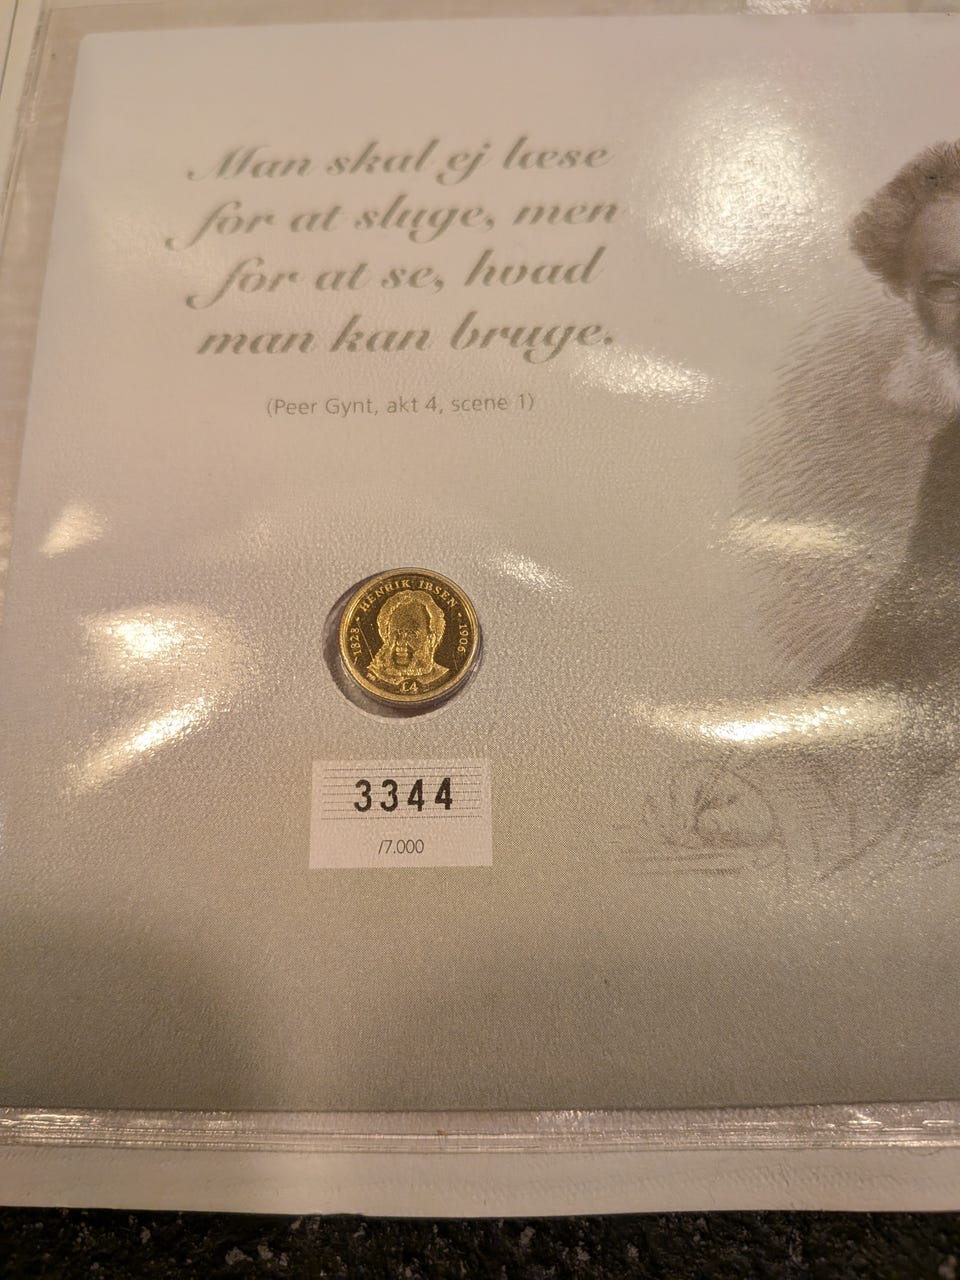 Man skal ej læse
for at sluge, men
for at se, hvad
man kan bruge.
(Peer Gynt, akt 4, scene 1)
1828 - HENRIK IBSEN - 1906
£4
3344
/7.000